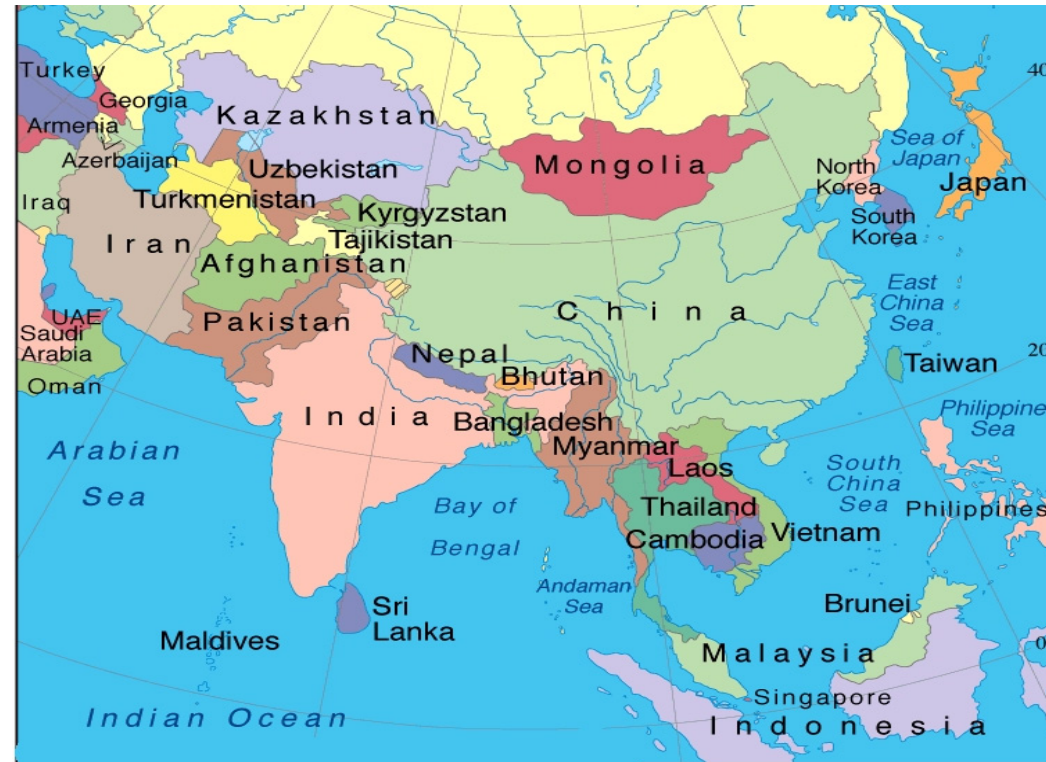 Turkey
Georgia
Armenia
Azerbaijan
Kazakhstan
Uzbekistan
Turkmenistan
Kyrgyzstan
Tajikistan
Iraq
Iran
Afghanistan
Pakistan
UAE
Saudi
Arabia
Oman
Mongolia
China
North
Korea
South
Korea
Sea of
Japan
Japan
40
East
China
Sea
20
Taiwan
Nepal
Bhutan
India
Bangladesh
Myanmar
Laos
Thailand
Cambodia
Vietnam
Philippine
Sea
South
China
Sea
Philippines
Arabian
Sea
Bay of
Bengal
Andaman
Sea
Sri
Lanka
Maldives
Brunei
Malaysia
0
Singapore
Indonesia
Indian Ocean